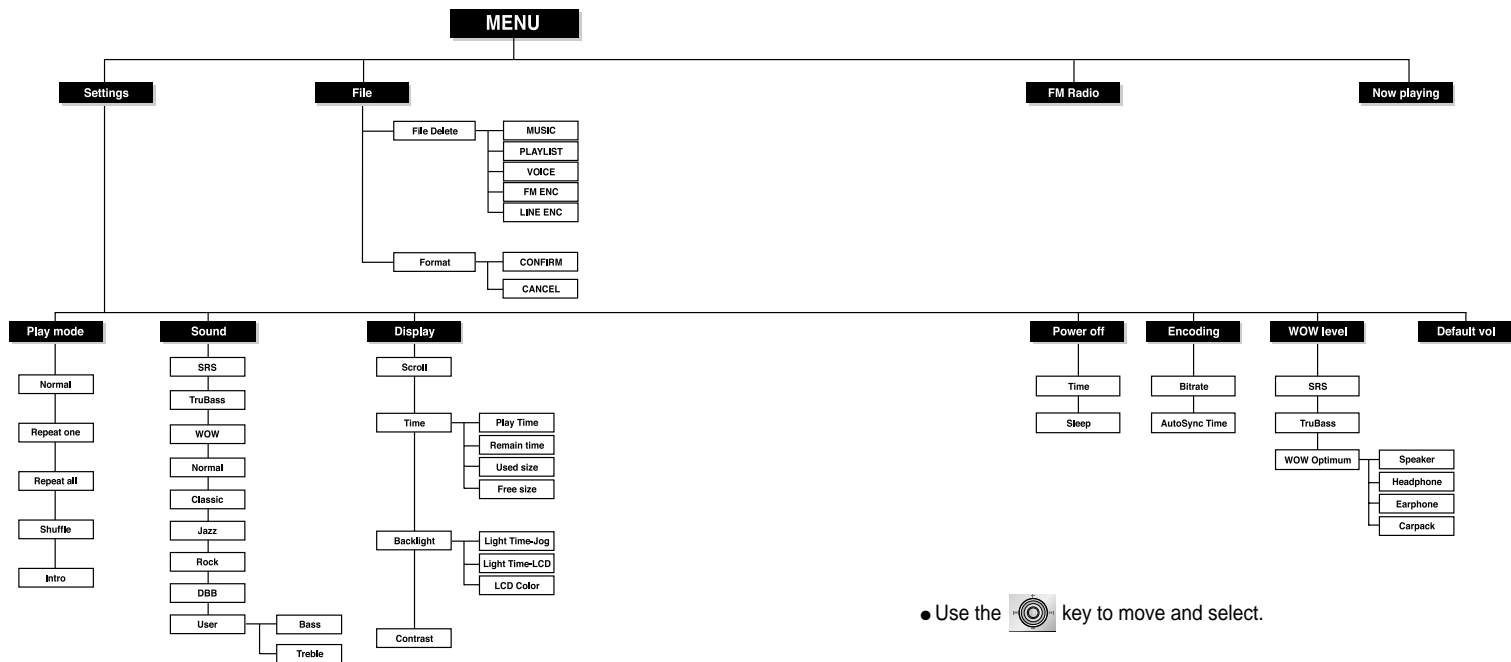 MENU
Settings
File
FM Radio
Now playing
File Delete
MUSIC
PLAYLIST
VOICE
FM ENC
LINE ENC
Format
CONFIRM
CANCEL
Play mode
Normal
Repeat one
Repeat all
Shuffle
Intro
Sound
SRS
TruBass
WOW
Normal
Classic
Jazz
Rock
DBB
User
Bass
Treble
Display
Scroll
Time
Play Time
Remain time
Used size
Free size
Backlight
Light Time-Jog
Light Time-LCD
LCD Color
Contrast
Power off
Time
Sleep
Encoding
Bitrate
AutoSync Time
WOW level
SRS
TruBass
WOW Optimum
Speaker
Headphone
Earphone
Carpack
Default vol
● Use the key to move and select.